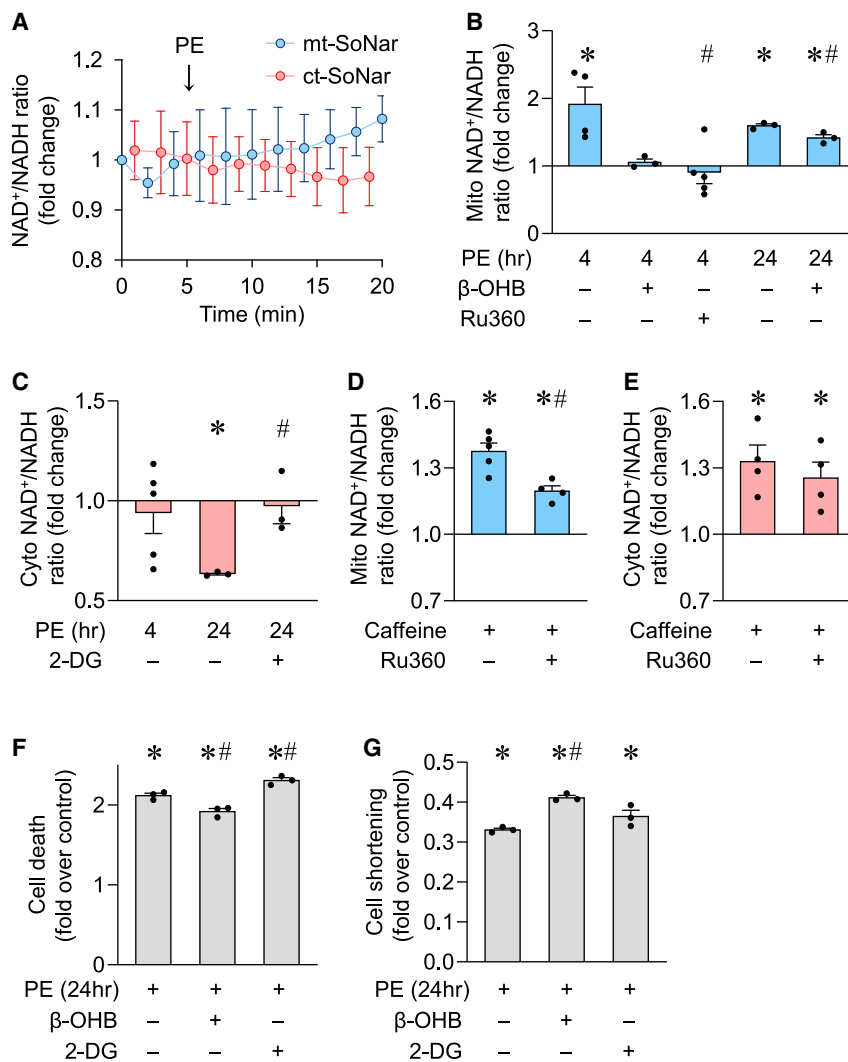 A
PE
mt-SoNar
ct-SoNar
NAD⁺/NADH ratio
(fold change)
1.2
1.1
1
0.9
0.8
0 5 10 15 20
Time (min)
B
Mito NAD⁺/NADH
ratio (fold change)
3
2
1
0
* # * *#
PE (hr) 4 4 4 24 24
β-OHB – + – – +
Ru360 – – + – –
C
Cyto NAD⁺/NADH
ratio (fold change)
1.5
1.0
0.5
* #
PE (hr) 4 24 24
2-DG – – +
D
Mito NAD⁺/NADH
ratio (fold change)
1.6
1.3
1.0
0.7
* *#
Caffeine + +
Ru360 – +
E
Cyto NAD⁺/NADH
ratio (fold change)
1.6
1.3
1.0
0.7
* *
+ +
– +
F
Cell death
(fold over control)
2
1
0
* *# *#
PE (24hr) + + +
β-OHB – + –
2-DG – – +
G
Cell shortening
(fold over control)
0.5
0.4
0.3
0.2
0.1
0.0
* *# *
PE (24hr) + + +
β-OHB – + –
2-DG – – +